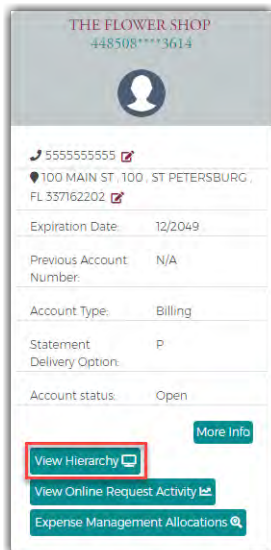 THE FLOWER SHOP
448508****3614
5555555555
100 MAIN ST , 100 , ST PETERSBURG ,
FL 337162202
Expiration Date: 12/2049
Previous Account N/A
Number:
Account Type: Billing
Statement P
Delivery Option:
Account status: Open
More Info
View Hierarchy
View Online Request Activity
Expense Management Allocations